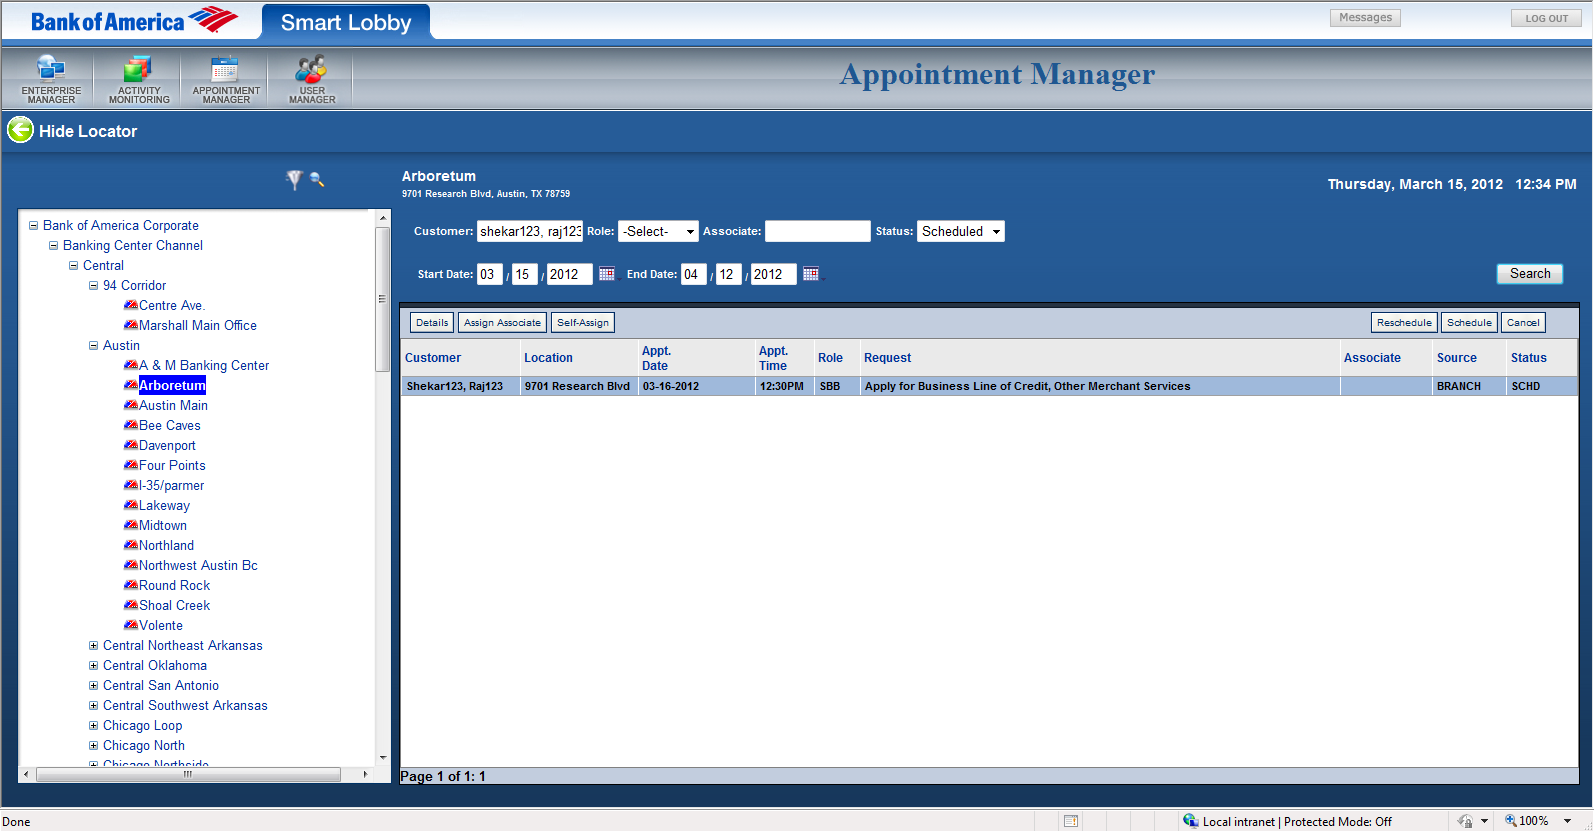 Bank of America
Smart Lobby
Messages
LOG OUT
ENTERPRISE MANAGER
ACTIVITY MONITORING
APPOINTMENT MANAGER
USER MANAGER
Appointment Manager
Hide Locator
Bank of America Corporate
Banking Center Channel
Central
94 Corridor
Centre Ave.
Marshall Main Office
Austin
A & M Banking Center
Arboretum
Austin Main
Bee Caves
Davenport
Four Points
I-35/parmer
Lakeway
Midtown
Northland
Northwest Austin Bc
Round Rock
Shoal Creek
Volente
Central Northeast Arkansas
Central Oklahoma
Central San Antonio
Central Southwest Arkansas
Chicago Loop
Chicago North
Chicago Northside
Arboretum
9701 Research Blvd, Austin, TX 78759
Thursday, March 15, 2012 12:34 PM
Customer: shekar123, raj123 Role: -Select- Associate: Status: Scheduled
Start Date: 03 / 15 / 2012 End Date: 04 / 12 / 2012
Search
Details Assign Associate Self-Assign Reschedule Schedule Cancel
Customer Location Appt. Date Appt. Time Role Request Associate Source Status
Shekar123, Raj123 9701 Research Blvd 03-16-2012 12:30PM SBB Apply for Business Line of Credit, Other Merchant Services BRANCH SCHD
Page 1 of 1: 1
Done
Local intranet | Protected Mode: Off
100%